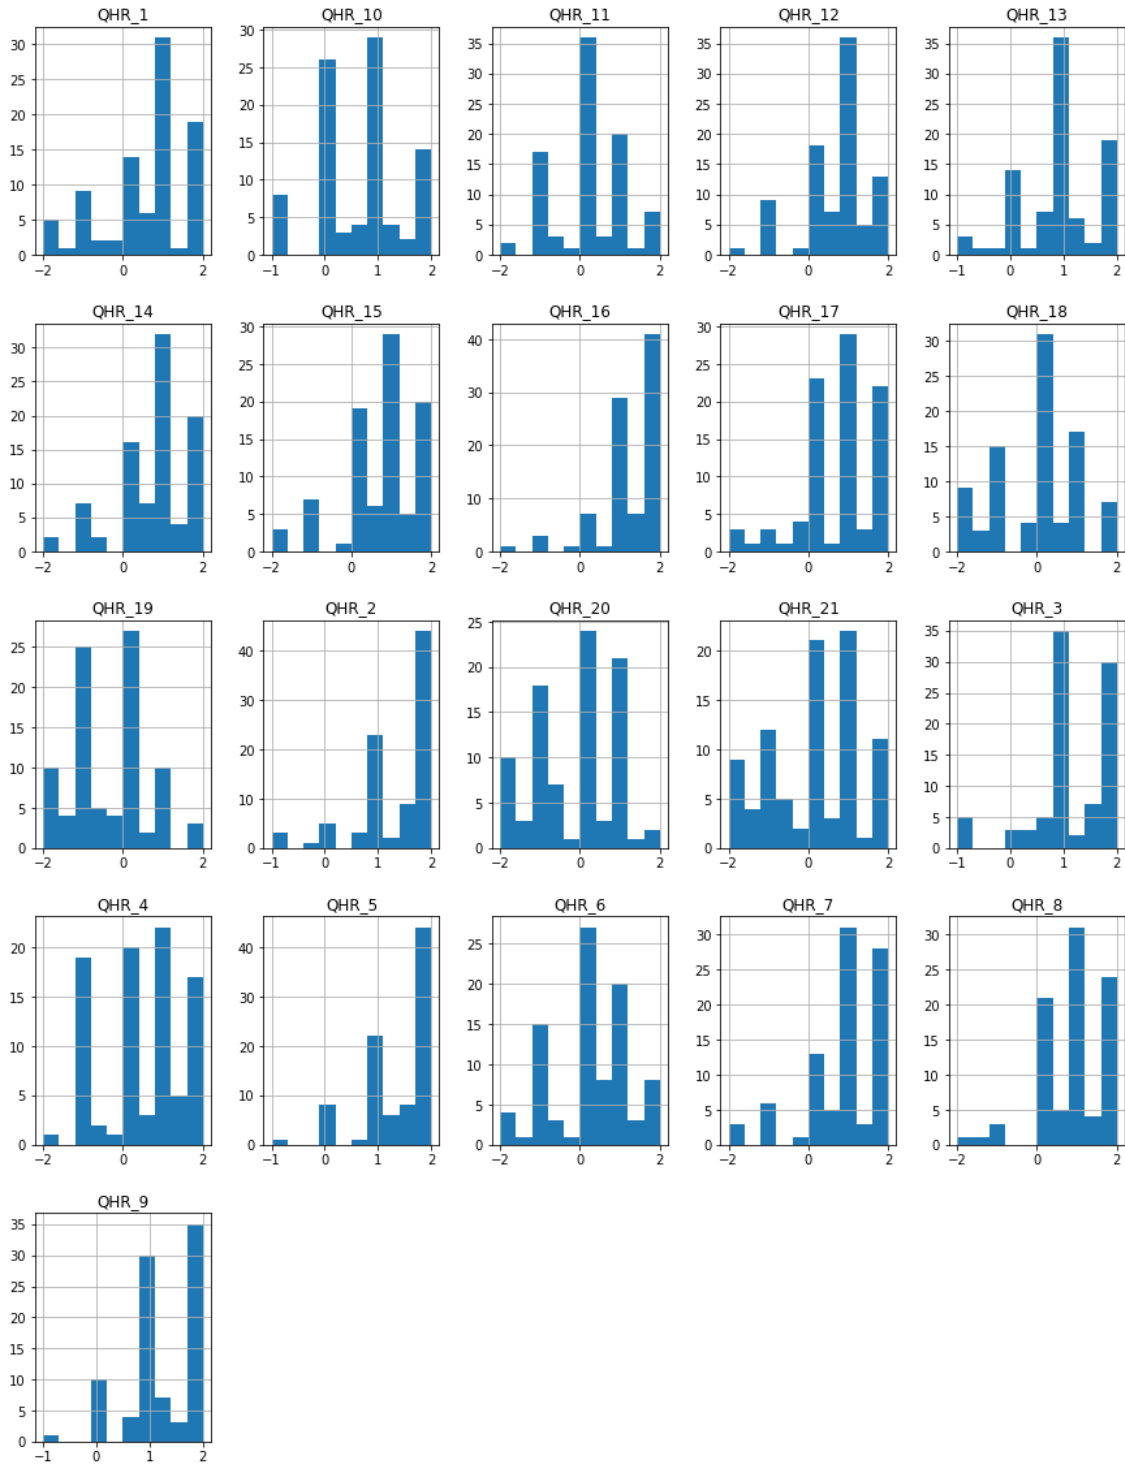 QHR_1 QHR_10 QHR_11 QHR_12 QHR_13
30 25 20 15 10 5 0
−2 0 2
30 25 20 15 10 5 0
−1 0 1 2
35 30 25 20 15 10 5 0
−2 0 2
35 30 25 20 15 10 5 0
−2 0 2
35 30 25 20 15 10 5 0
−1 0 1 2
QHR_14 QHR_15 QHR_16 QHR_17 QHR_18
30 25 20 15 10 5 0
−2 0 2
30 25 20 15 10 5 0
−2 0 2
40 30 20 10 0
−2 0 2
30 25 20 15 10 5 0
−2 0 2
30 25 20 15 10 5 0
−2 0 2
QHR_19 QHR_2 QHR_20 QHR_21 QHR_3
25 20 15 10 5 0
−2 0 2
40 30 20 10 0
−1 0 1 2
25 20 15 10 5 0
−2 0 2
20 15 10 5 0
−2 0 2
35 30 25 20 15 10 5 0
−1 0 1 2
QHR_4 QHR_5 QHR_6 QHR_7 QHR_8
20 15 10 5 0
−2 0 2
40 30 20 10 0
−1 0 1 2
25 20 15 10 5 0
−2 0 2
30 25 20 15 10 5 0
−2 0 2
30 25 20 15 10 5 0
−2 0 2
QHR_9
35 30 25 20 15 10 5 0
−1 0 1 2